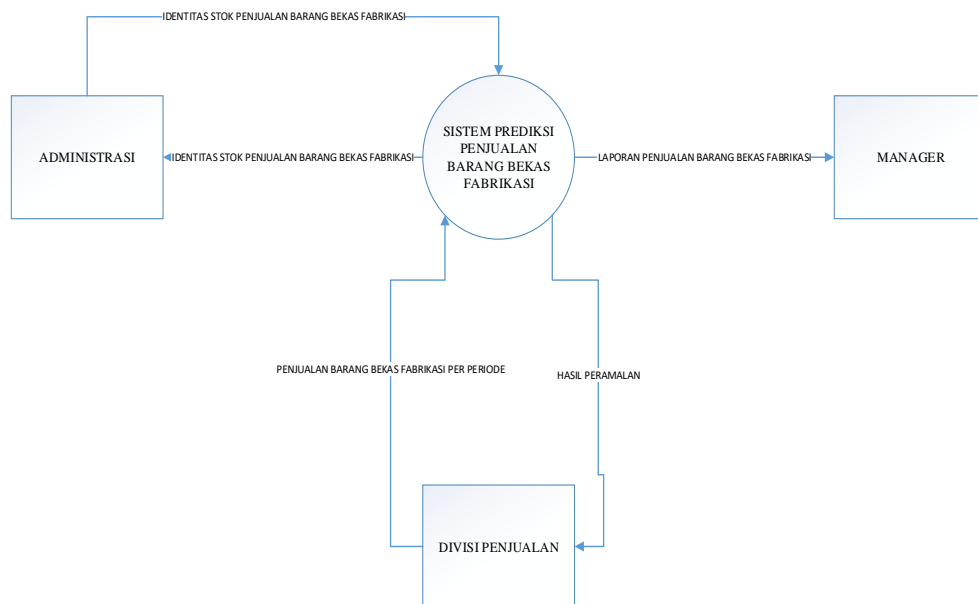 IDENTITAS STOK PENJUALAN BARANG BEKAS FABRIKASI
SISTEM PREDIKSI
PENJUALAN
BARANG BEKAS
FABRIKASI
ADMINISTRASI
IDENTITAS STOK PENJUALAN BARANG BEKAS FABRIKASI
LAPORAN PENJUALAN BARANG BEKAS FABRIKASI
MANAGER
PENJUALAN BARANG BEKAS FABRIKASI PER PERIODE
HASIL PERAMALAN
DIVISI PENJUALAN